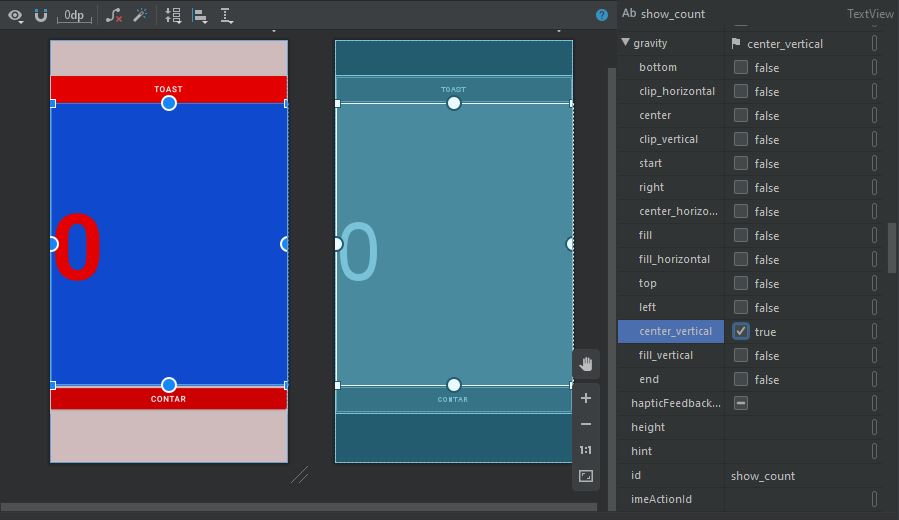 0dp
Ab show_count TextView
gravity center_vertical
bottom false
clip_horizontal false
center false
clip_vertical false
start false
right false
center_horizo... false
fill false
fill_horizontal false
top false
left false
center_vertical true
fill_vertical false
end false
hapticFeedback...
height
hint
id show_count
imeActionId
TOAST
0
CONTAR
TOAST
0
CONTAR
1:1